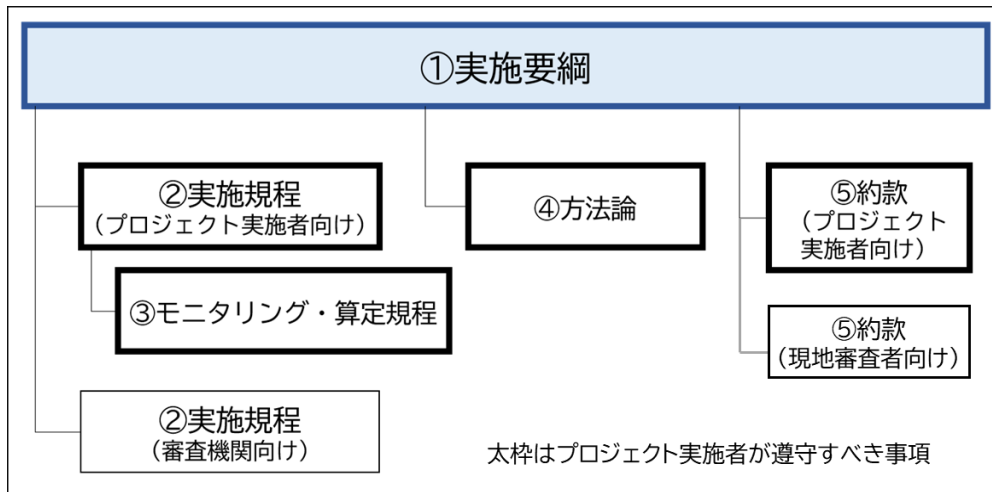 ①実施要綱
②実施規程
（プロジェクト実施者向け）
③モニタリング・算定規程
②実施規程
（審査機関向け）
④方法論
⑤約款
（プロジェクト
実施者向け）
⑤約款
（現地審査者向け）
太枠はプロジェクト実施者が遵守すべき事項